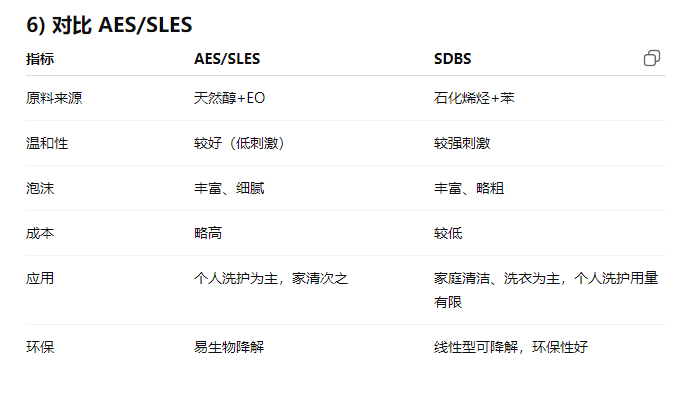 6) 对比 AES/SLES
指标 AES/SLES SDBS
原料来源 天然醇+EO 石化烯烃+苯
温和性 较好（低刺激） 较强刺激
泡沫 丰富、细腻 丰富、略粗
成本 略高 较低
应用 个人洗护为主，家清次之 家庭清洁、洗衣为主，个人洗护用量
有限
环保 易生物降解 线性型可降解，环保性好